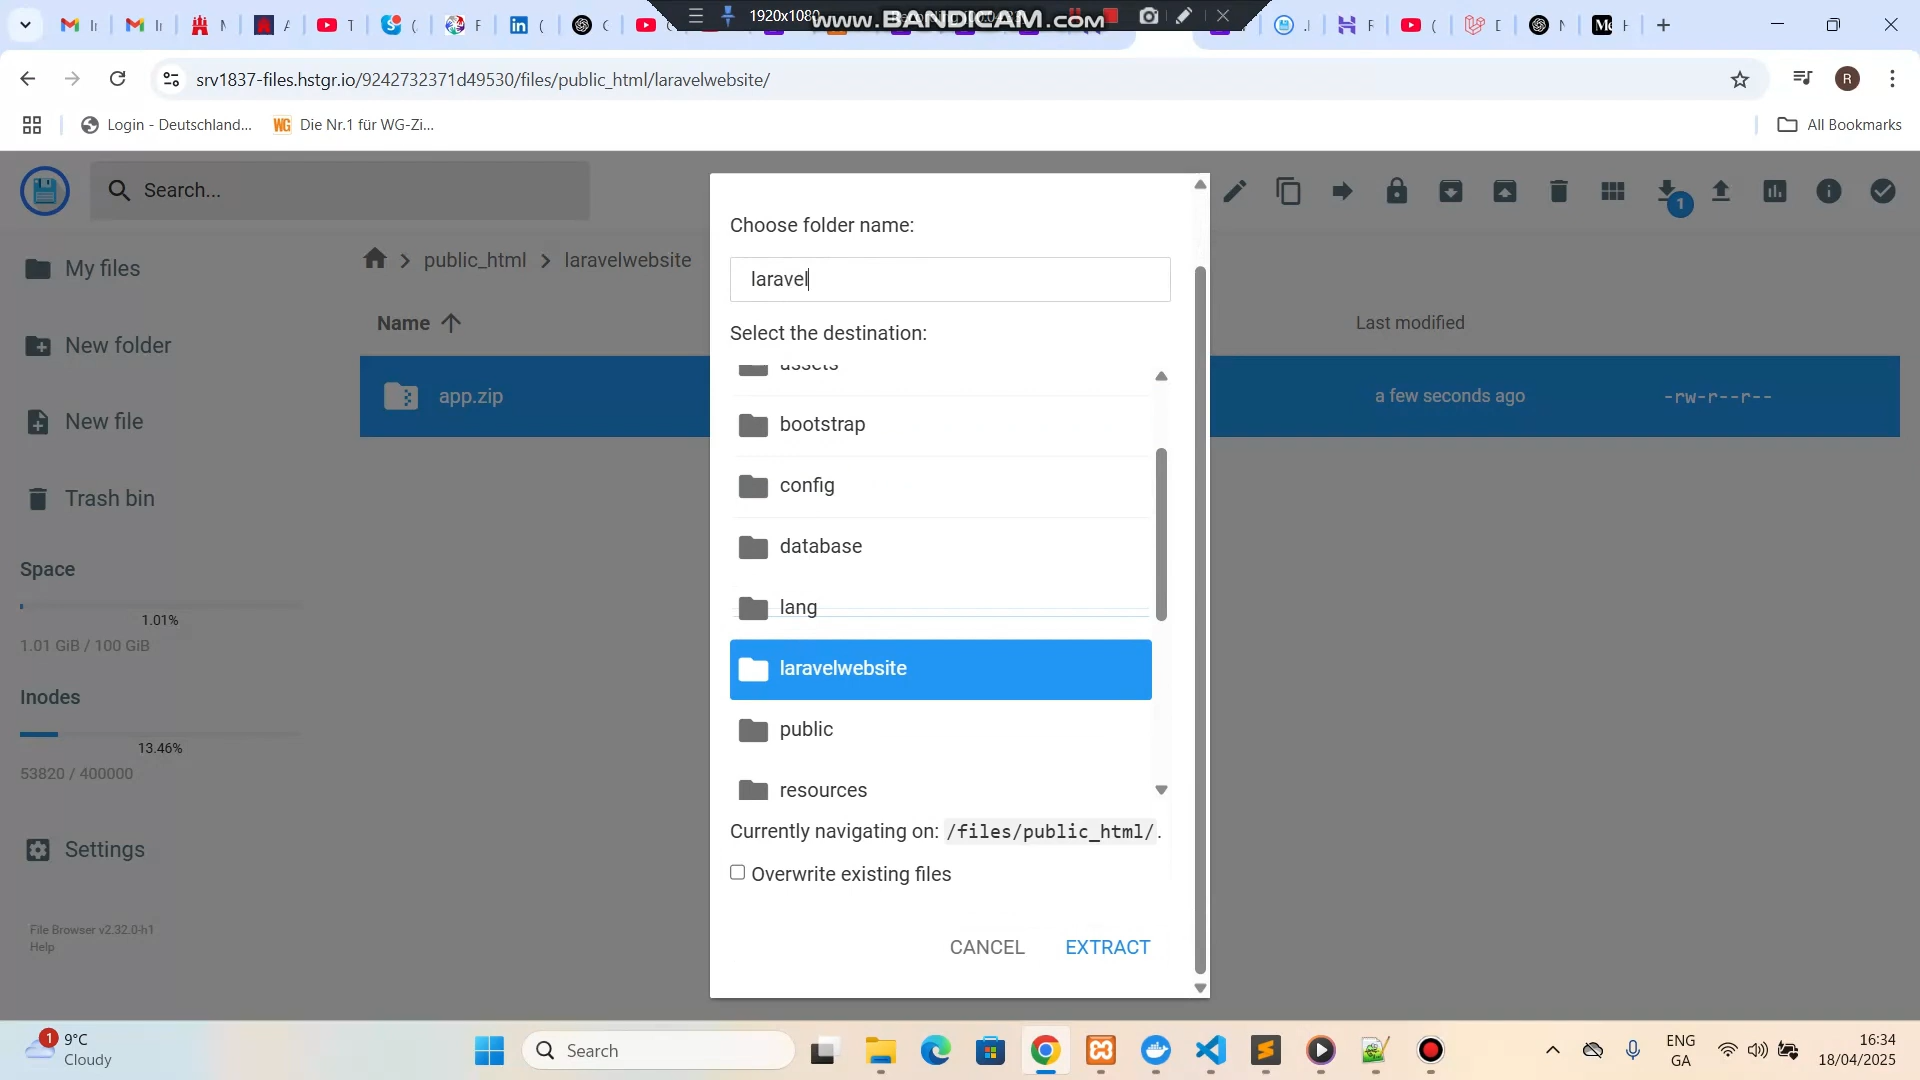 1920x1080
www.BANDICAM.com
srv1837-files.hstgr.io/9242732371d49530/files/public_html/laravelwebsite/
R
Login - Deutschland...
WG Die Nr.1 für WG-Zi...
All Bookmarks
Search...
1
My files
New folder
New file
Trash bin
Space
1.01%
1.01 GiB / 100 GiB
Inodes
13.46%
53820 / 400000
Settings
File Browser v2.32.0-h1
Help
public_html
laravelwebsite
Name
Last modified
app.zip
a few seconds ago
-rw-r--r--
Choose folder name:
laravel
Select the destination:
assets
bootstrap
config
database
lang
laravelwebsite
public
resources
Currently navigating on: /files/public_html/.
Overwrite existing files
CANCEL
EXTRACT
1
9°C
Cloudy
Search
ENG
GA
16:34
18/04/2025